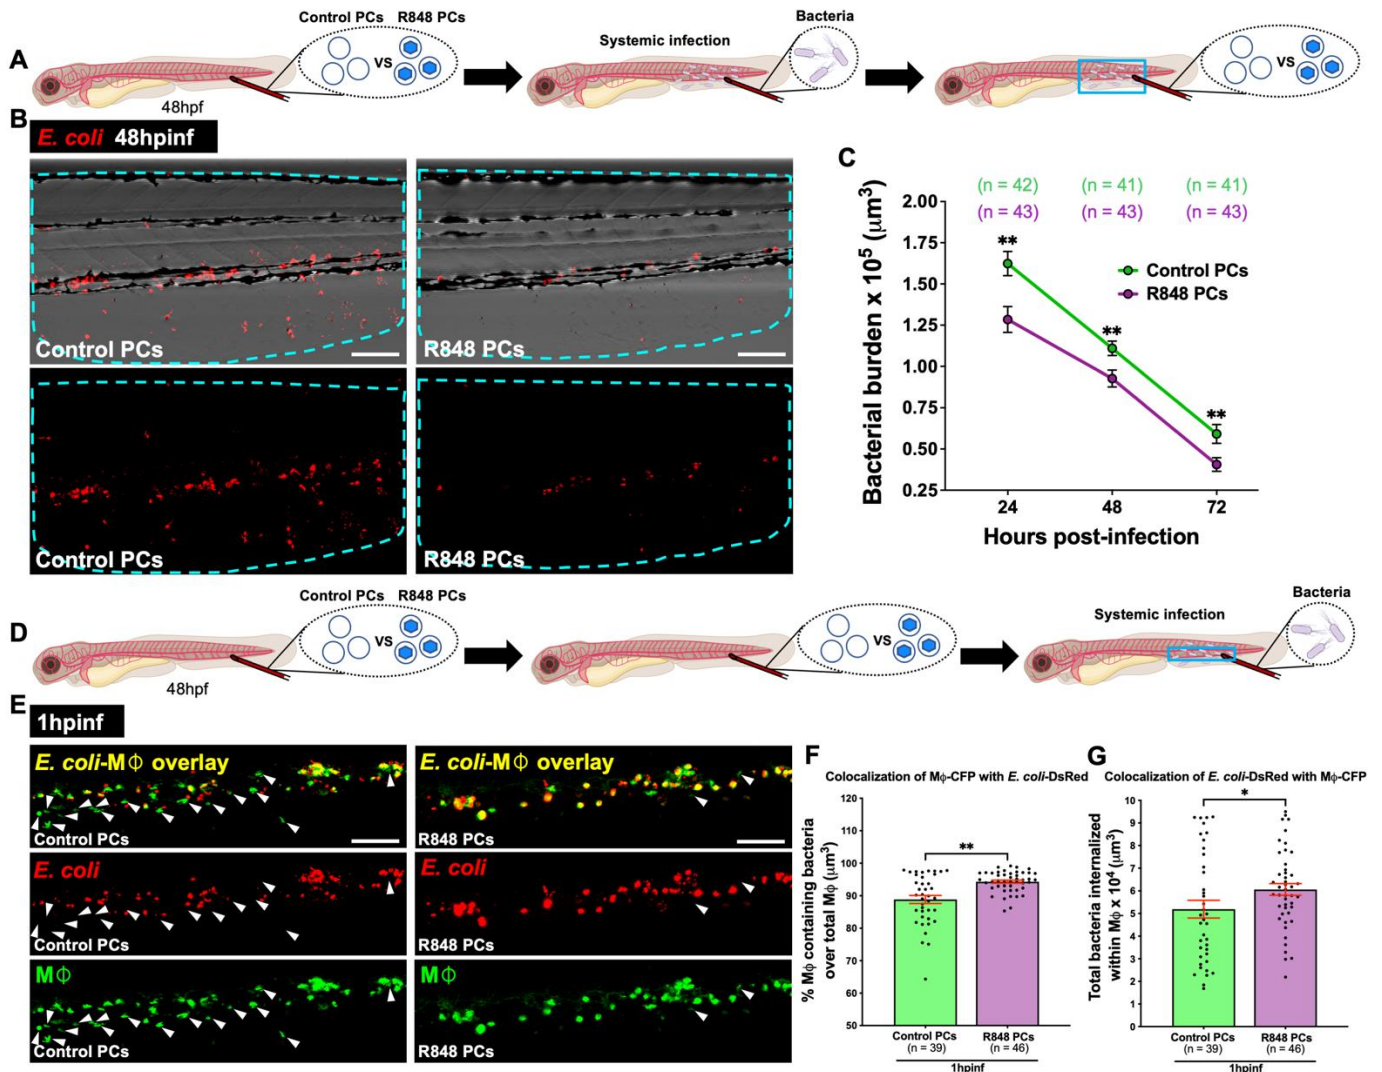 A
Control PCs R848 PCs
vs
48hpf
Systemic infection
Bacteria
vs
B
E. coli 48hpinf
Control PCs
R848 PCs
Control PCs
R848 PCs
C
(n = 42) (n = 41) (n = 41)
(n = 43) (n = 43) (n = 43)
Bacterial burden x 10⁵ (μm³)
2.00
1.75
1.50
1.25
1.00
0.75
0.50
0.25
**
**
**
Control PCs
R848 PCs
24 48 72
Hours post-infection
D
Control PCs R848 PCs
vs
48hpf
vs
Systemic infection
Bacteria
E
1hpinf
E. coli-MΦ overlay
Control PCs
E. coli-MΦ overlay
R848 PCs
E. coli
Control PCs
E. coli
R848 PCs
MΦ
Control PCs
MΦ
R848 PCs
F
Colocalization of Mϕ-CFP with E. coli-DsRed
% Mϕ containing bacteria
over total Mϕ (μm³)
120
110
100
90
80
70
60
50
**
Control PCs R848 PCs
(n = 39) (n = 46)
1hpinf
G
Colocalization of E. coli-DsRed with Mϕ-CFP
Total bacteria internalized
within Mϕ x 10⁴ (μm³)
10
9
8
7
6
5
4
3
2
1
0
*
Control PCs R848 PCs
(n = 39) (n = 46)
1hpinf